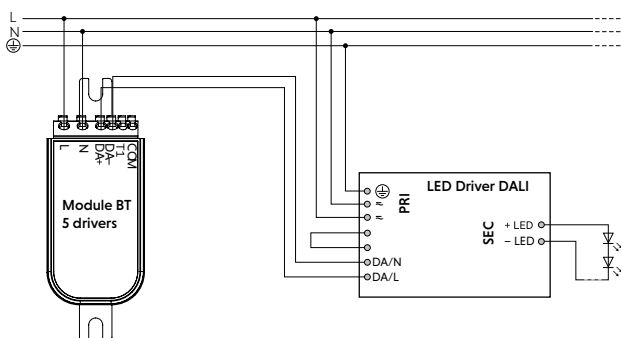 L
N
L
N
DA+
DA-
T1
COM
Module BT
5 drivers
LED Driver DALI
PRI
≈
≈
DA/N
DA/L
SEC
+ LED
– LED